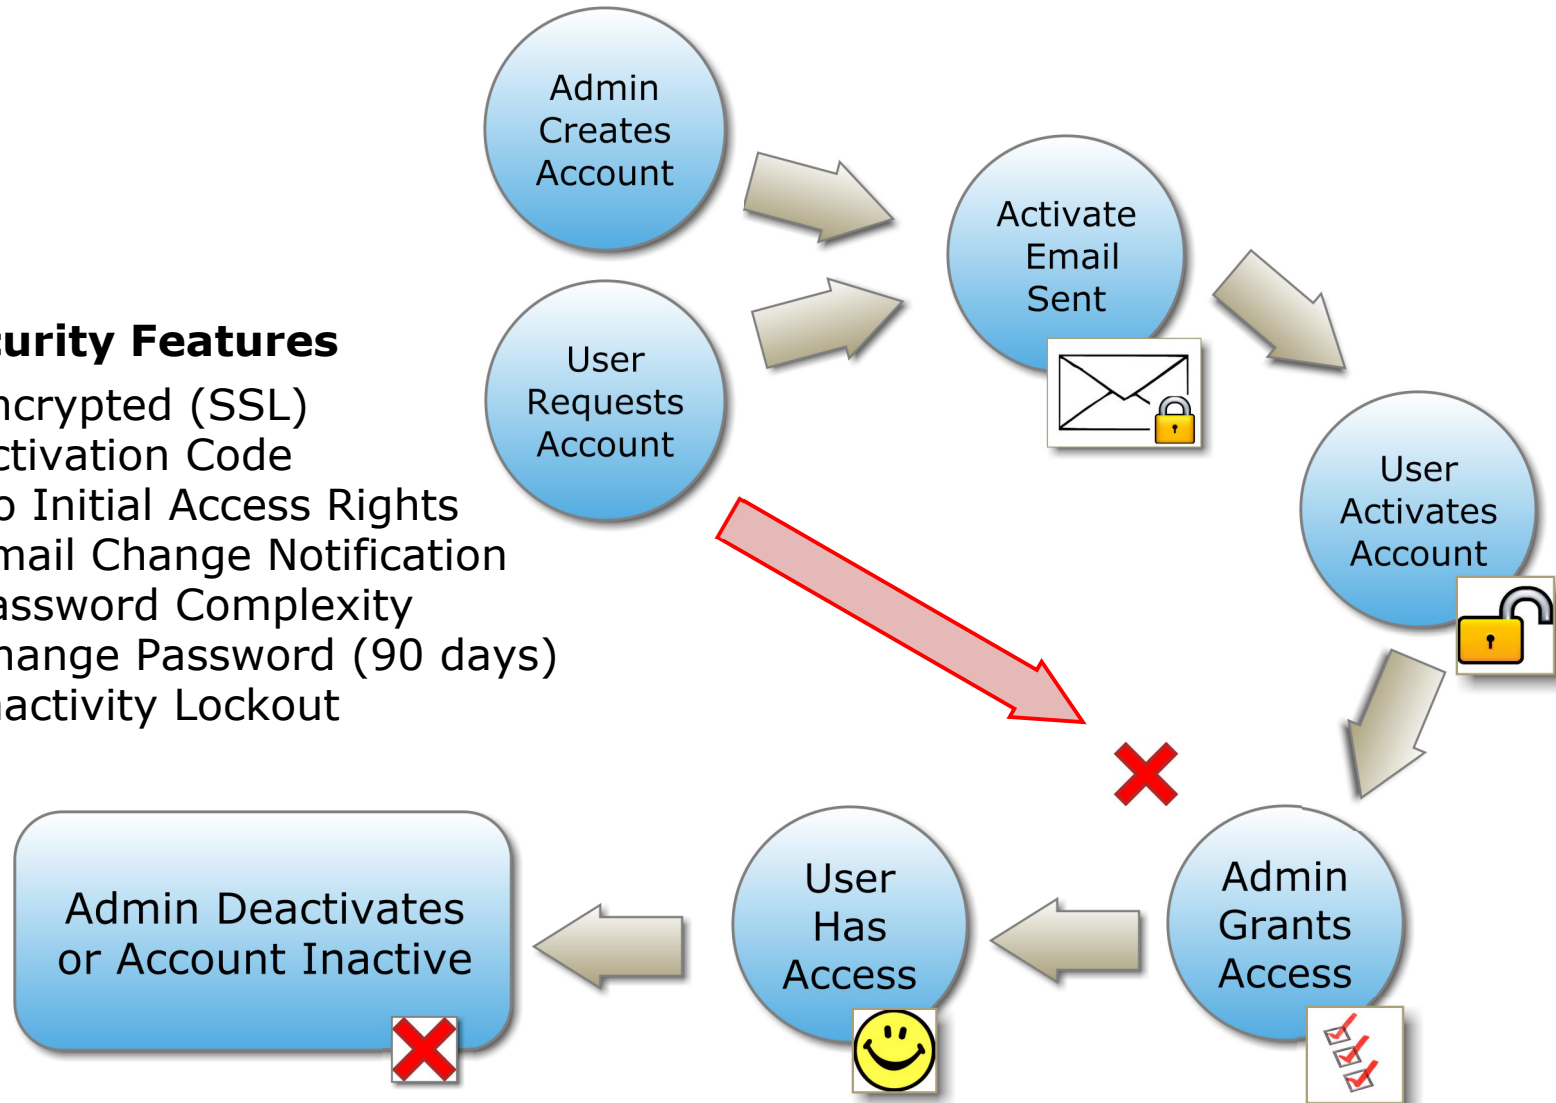 Admin
Creates
Account
Activate
Email
Sent
User
Requests
Account
curity Features
ncrypted (SSL)
ctivation Code
o Initial Access Rights
mail Change Notification
assword Complexity
hange Password (90 days)
nactivity Lockout
User
Activates
Account
Admin
Grants
Access
User
Has
Access
Admin Deactivates
or Account Inactive